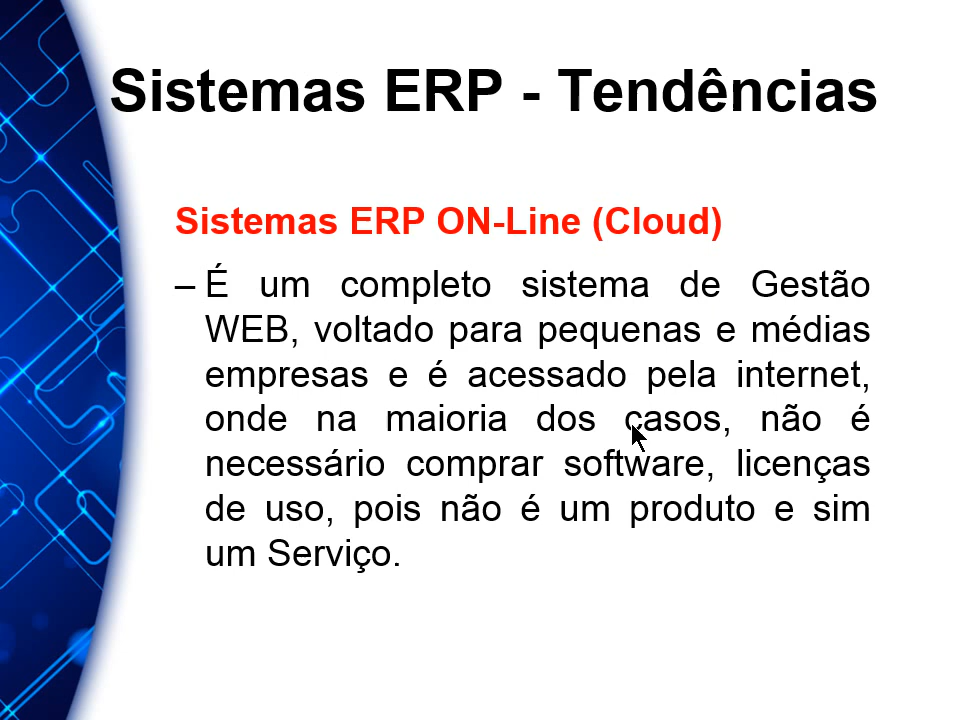 Sistemas ERP - Tendências
Sistemas ERP ON-Line (Cloud)
– É um completo sistema de Gestão
WEB, voltado para pequenas e médias
empresas e é acessado pela internet,
onde na maioria dos casos, não é
necessário comprar software, licenças
de uso, pois não é um produto e sim
um Serviço.